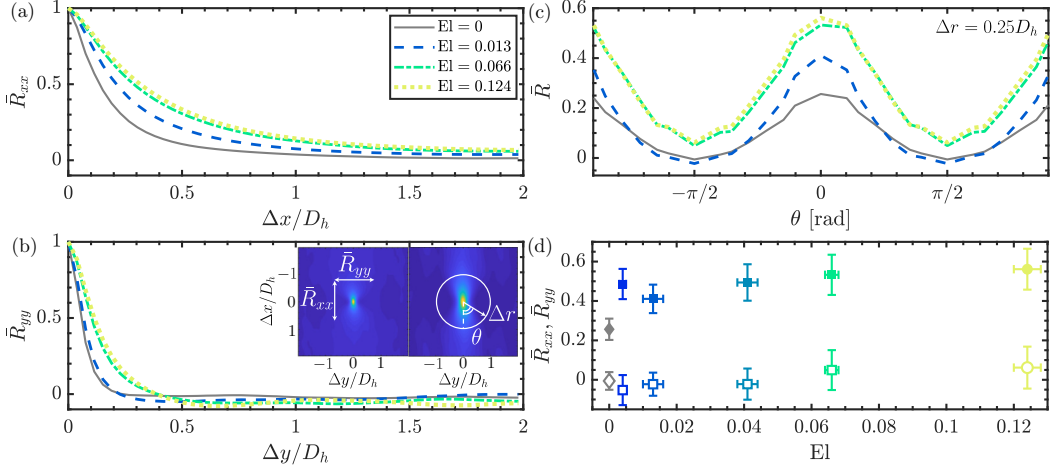 (a)
1
0.5
0
R̄xx
El = 0
El = 0.013
El = 0.066
El = 0.124
0 0.5 1 1.5 2
Δx/Dh
(c)
0.6
0.4
0.2
0
R̄
Δr = 0.25Dh
−π/2 0 π/2
θ [rad]
(b)
1
0.5
0
R̄yy
−1
0
1
Δx/Dh
R̄yy
R̄xx
Δr
θ
−1 0 1 −1 0 1
Δy/Dh Δy/Dh
0 0.5 1 1.5 2
Δy/Dh
(d)
0.6
0.4
0.2
0
R̄xx, R̄yy
0 0.02 0.04 0.06 0.08 0.10 0.12
El